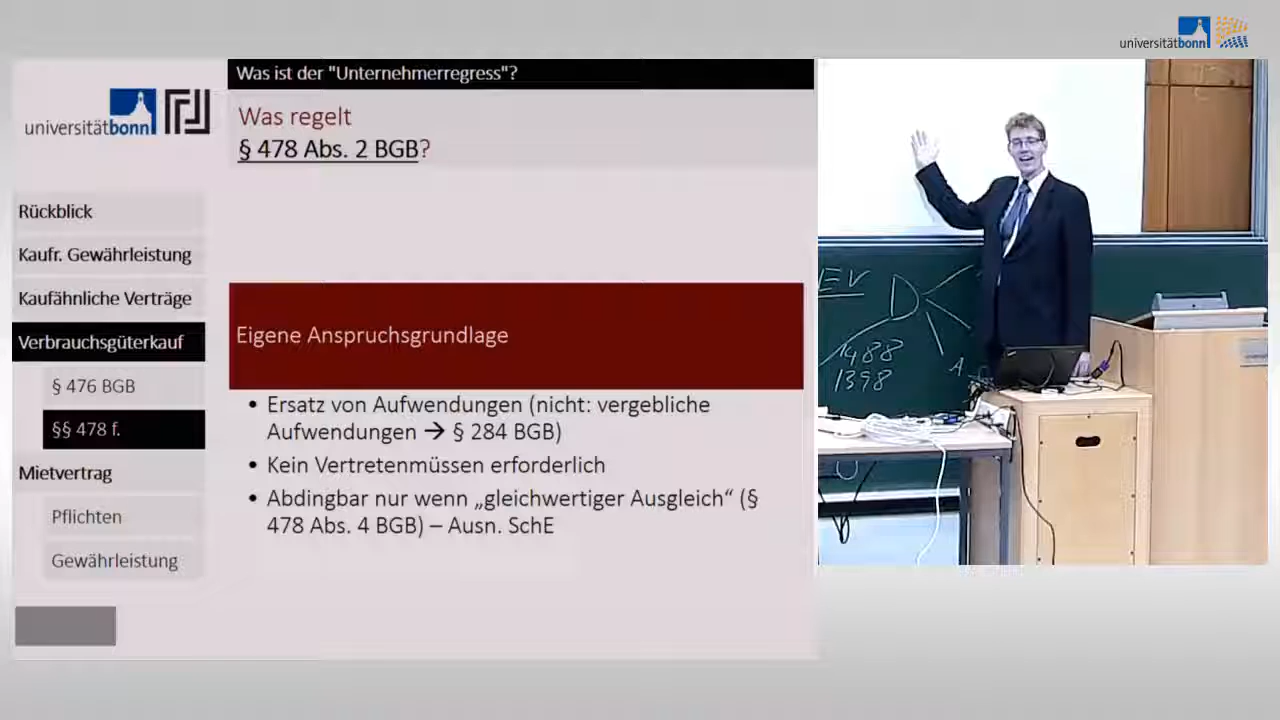 universitätbonn
Was ist der "Unternehmerregress"?
universitätbonn
Was regelt
§ 478 Abs. 2 BGB?
Rückblick
Kaufr. Gewährleistung
Kaufähnliche Verträge
Verbrauchsgüterkauf
§ 476 BGB
§§ 478 f.
Mietvertrag
Pflichten
Gewährleistung
Eigene Anspruchsgrundlage
• Ersatz von Aufwendungen (nicht: vergebliche
Aufwendungen → § 284 BGB)
• Kein Vertretenmüssen erforderlich
• Abdingbar nur wenn „gleichwertiger Ausgleich“ (§
478 Abs. 4 BGB) – Ausn. SchE
EV
D
1488
1398
A